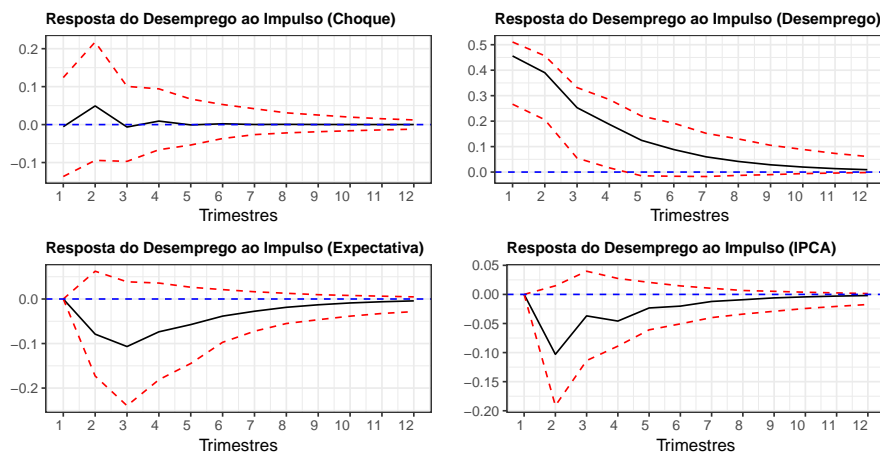 Resposta do Desemprego ao Impulso (Choque)
0.2
0.1
0.0
−0.1
1 2 3 4 5 6 7 8 9 10 11 12
Trimestres
Resposta do Desemprego ao Impulso (Desemprego)
0.5
0.4
0.3
0.2
0.1
0.0
1 2 3 4 5 6 7 8 9 10 11 12
Trimestres
Resposta do Desemprego ao Impulso (Expectativa)
0.0
−0.1
−0.2
1 2 3 4 5 6 7 8 9 10 11 12
Trimestres
Resposta do Desemprego ao Impulso (IPCA)
0.05
0.00
−0.05
−0.10
−0.15
−0.20
1 2 3 4 5 6 7 8 9 10 11 12
Trimestres